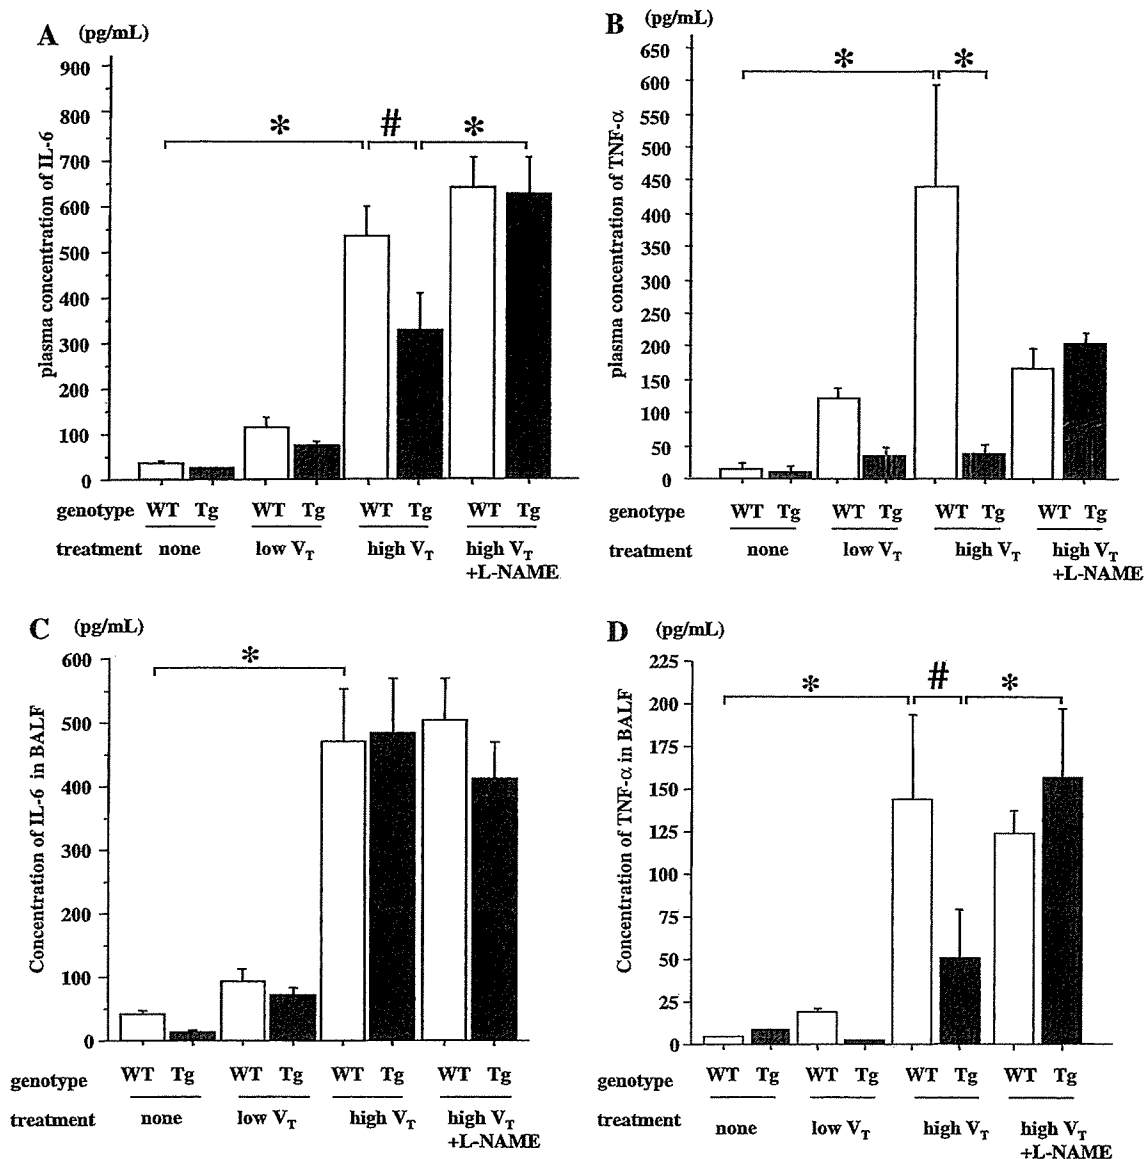 A (pg/mL)
plasma concentration of IL-6
900
800
700
600
500
400
300
200
100
0
* # *
genotype WT Tg WT Tg WT Tg WT Tg
treatment none low VT high VT high VT
+L-NAME
B (pg/mL)
plasma concentration of TNF-α
650
600
550
500
450
400
350
300
250
200
150
100
50
0
* *
genotype WT Tg WT Tg WT Tg WT Tg
treatment none low VT high VT high VT
+L-NAME
C (pg/mL)
Concentration of IL-6 in BALF
600
500
400
300
200
100
0
*
genotype WT Tg WT Tg WT Tg WT Tg
treatment none low VT high VT high VT
+L-NAME
D (pg/mL)
Concentration of TNF-α in BALF
225
200
175
150
125
100
75
50
25
0
* # *
genotype WT Tg WT Tg WT Tg WT Tg
treatment none low VT high VT high VT
+L-NAME